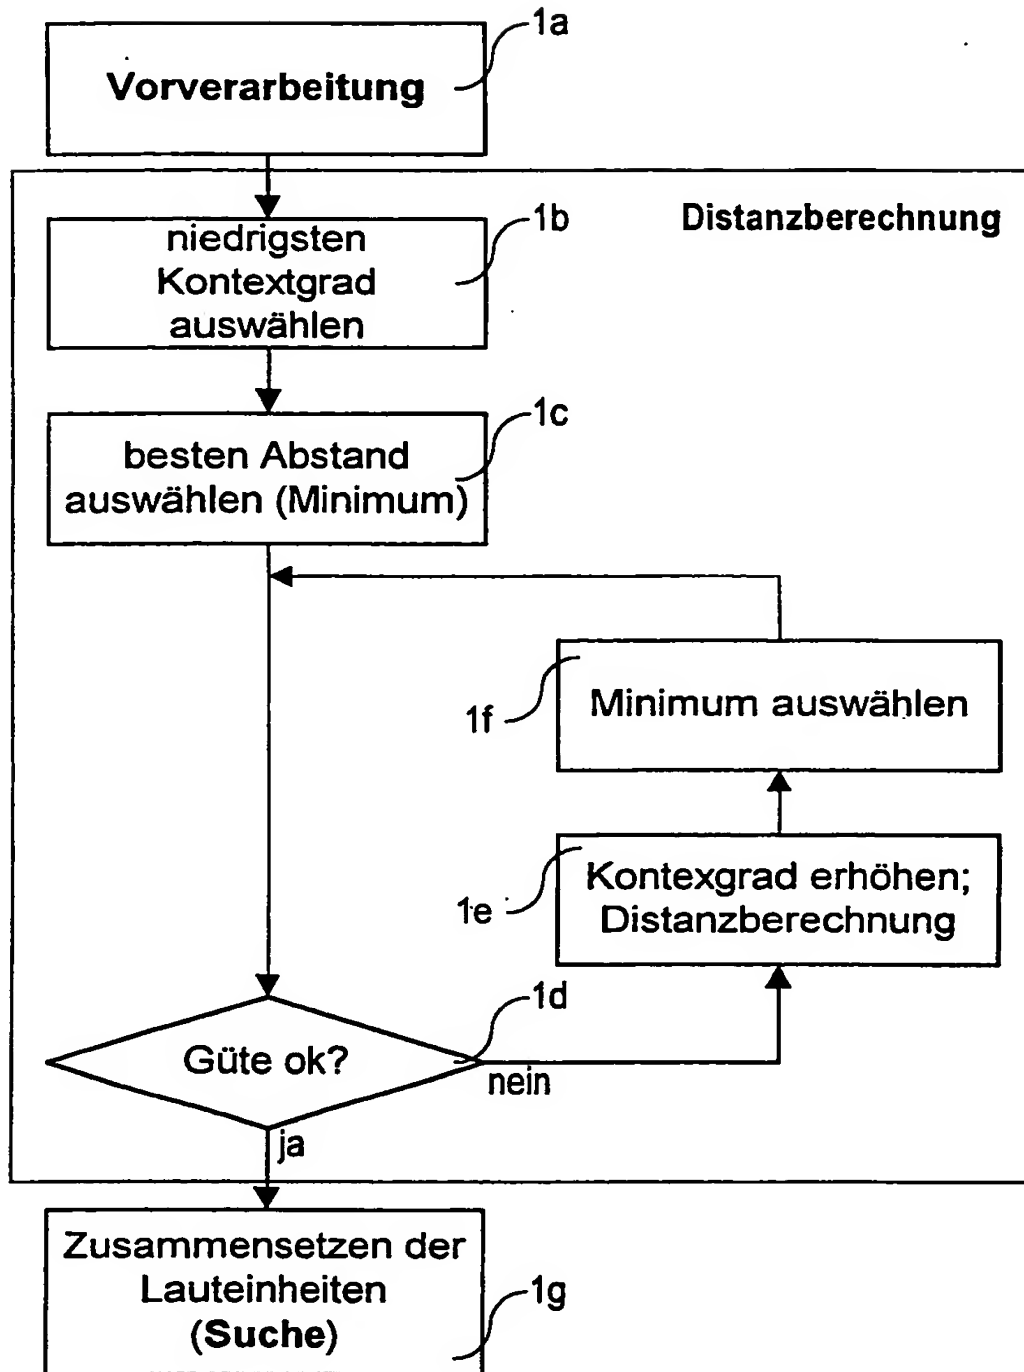 1a
Vorverarbeitung
Distanzberechnung
1b
niedrigsten
Kontextgrad
auswählen
1c
besten Abstand
auswählen (Minimum)
Minimum auswählen
1f
Kontexgrad erhöhen;
Distanzberechnung
1e
1d
Güte ok?
nein
ja
Zusammensetzen der
Lauteinheiten
(Suche)
1g